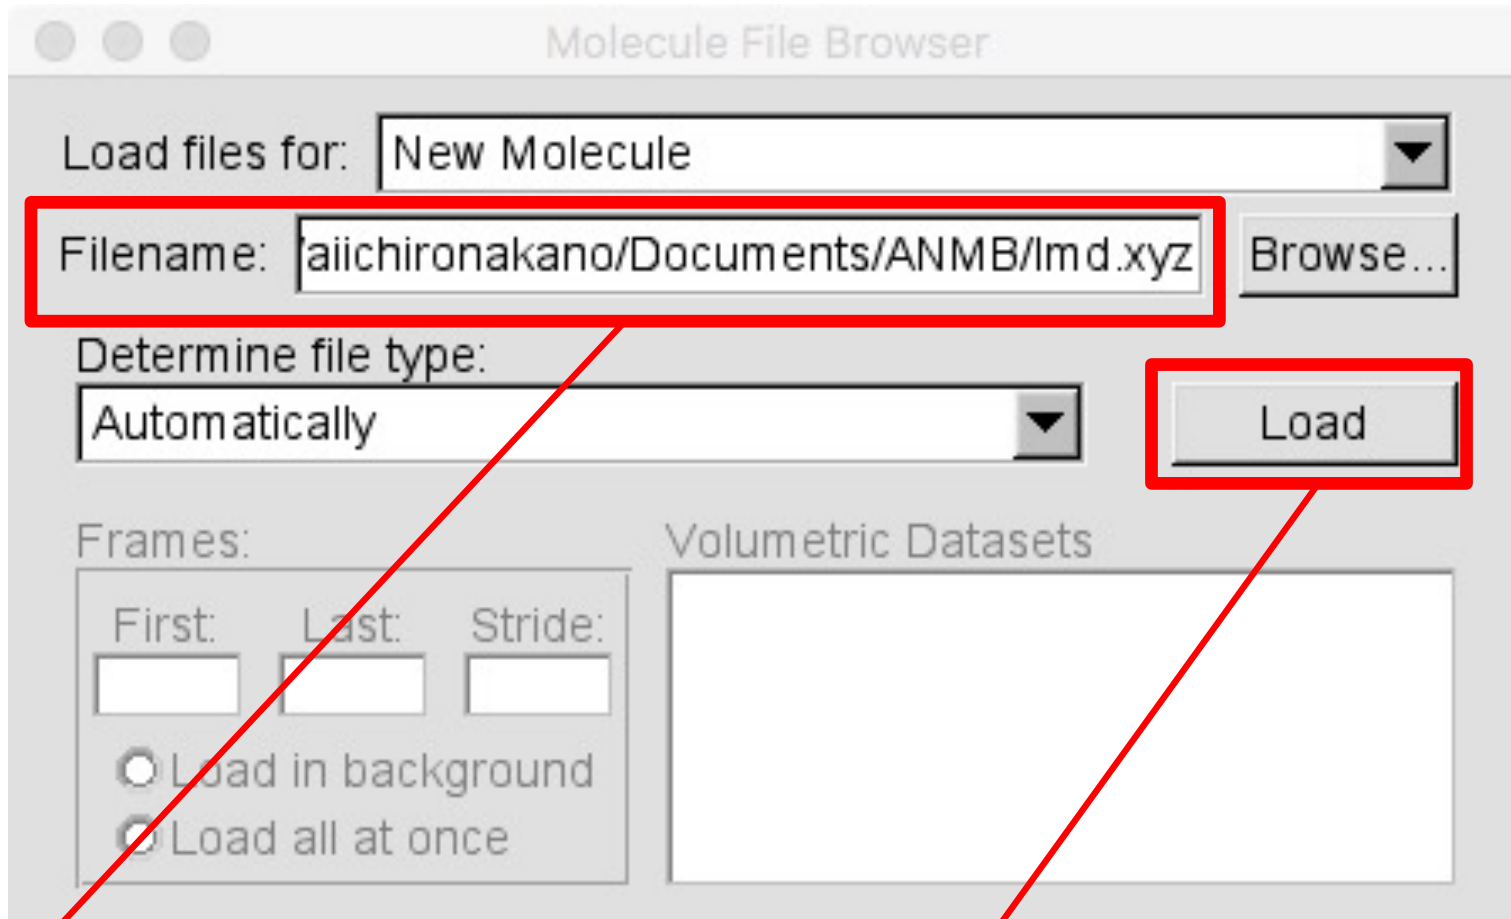 Molecule File Browser
Load files for: New Molecule
Filename: /aiichironakano/Documents/ANMB/lmd.xyz Browse...
Determine file type:
Automatically Load
Frames: Volumetric Datasets
First: Last: Stride:
Load in background
Load all at once